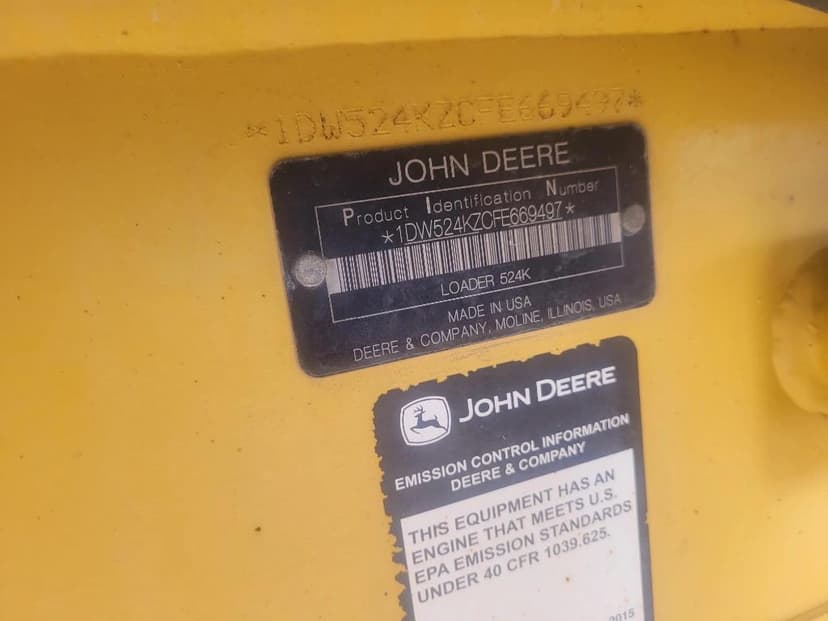 *1DW524KZCFE669497*
JOHN DEERE
Product Identification Number
*1DW524KZCFE669497*
LOADER 524K
MADE IN USA
DEERE & COMPANY, MOLINE, ILLINOIS, USA
JOHN DEERE
EMISSION CONTROL INFORMATION
DEERE & COMPANY
THIS EQUIPMENT HAS AN
ENGINE THAT MEETS U.S.
EPA EMISSION STANDARDS
UNDER 40 CFR 1039.625.
2015